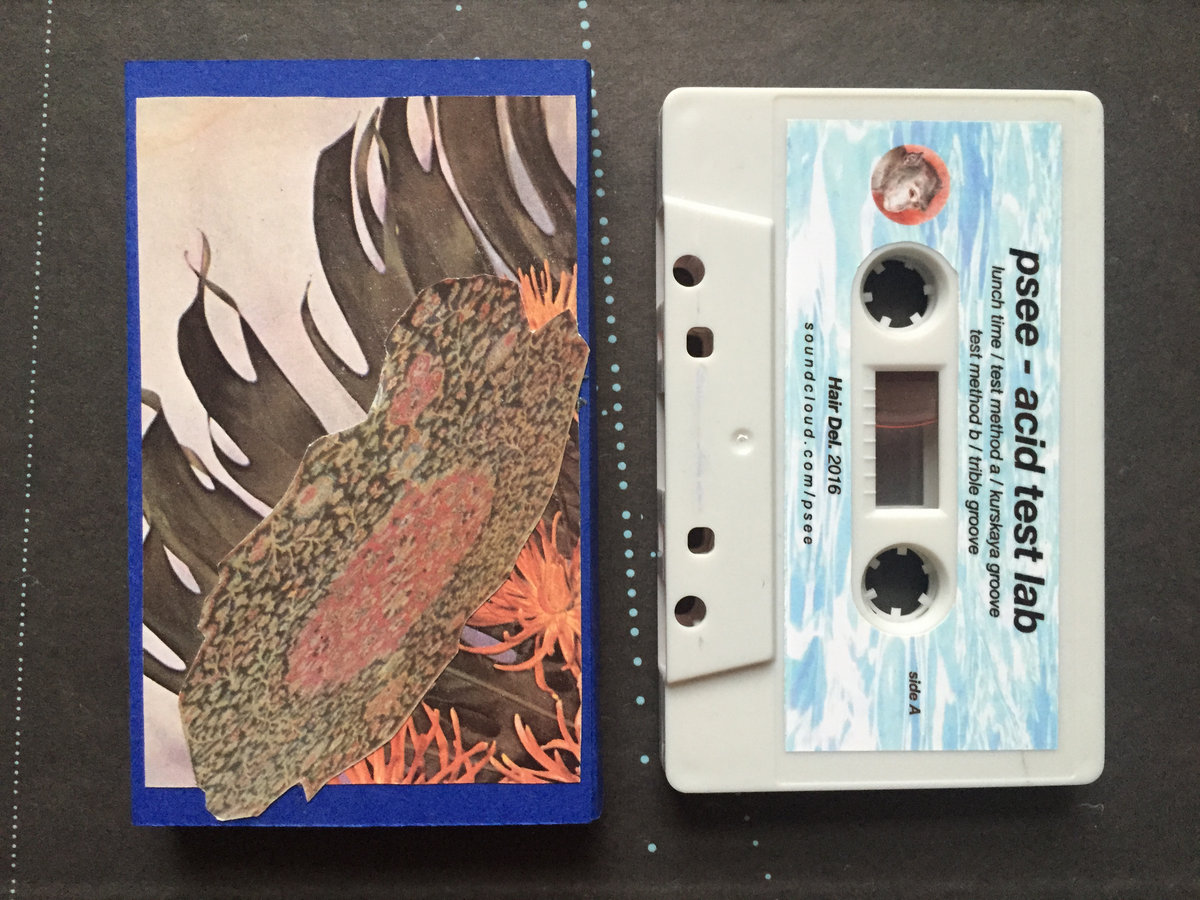 psee - acid test lab
lunch time / test method a / kurskaya groove
test method b / trible groove
side A
Hair Del. 2016
soundcloud.com/psee